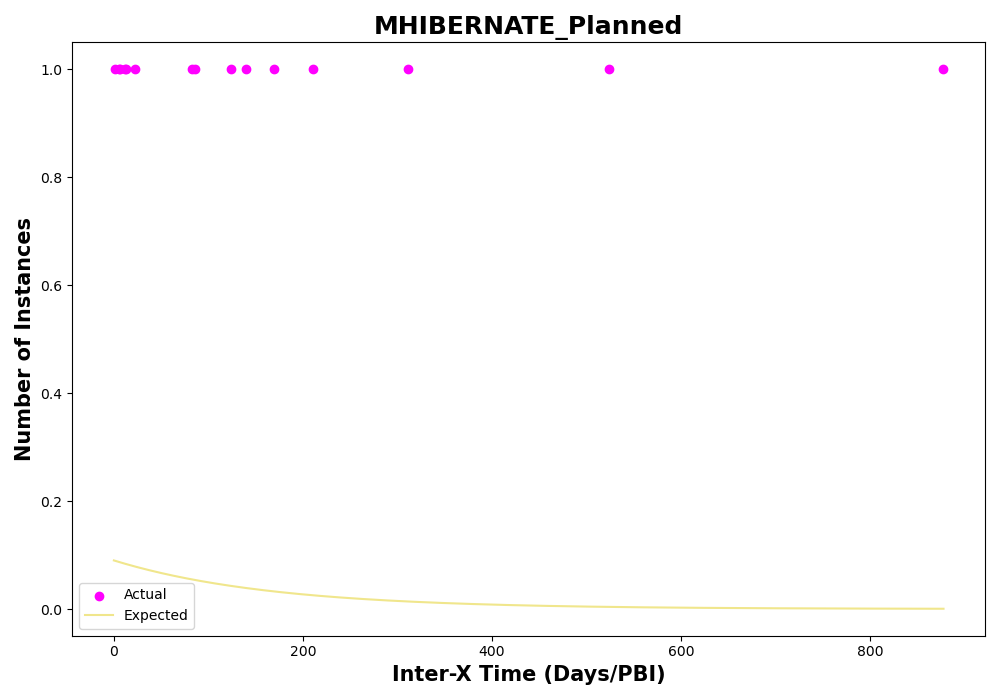 MHIBERNATE_Planned
Number of Instances
1.0
0.8
0.6
0.4
0.2
0.0
Actual
Expected
0
200
400
600
800
Inter-X Time (Days/PBI)